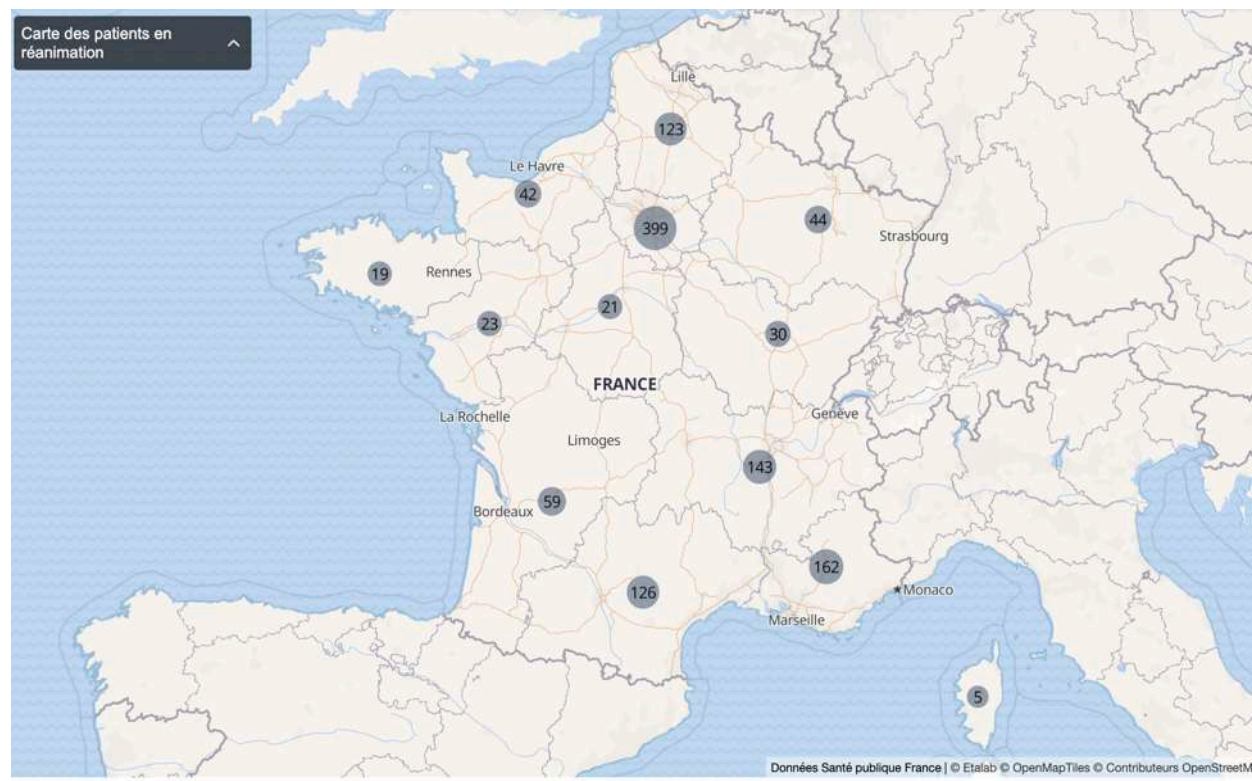 Carte des patients en
réanimation
Lille
123
Le Havre
42
399
44
Strasbourg
19
Rennes
21
23
30
FRANCE
La Rochelle
Genève
Limoges
143
59
Bordeaux
162
126
Monaco
Marseille
5
Données Santé publique France | © Etalab © OpenMapTiles © Contributeurs OpenStreetM